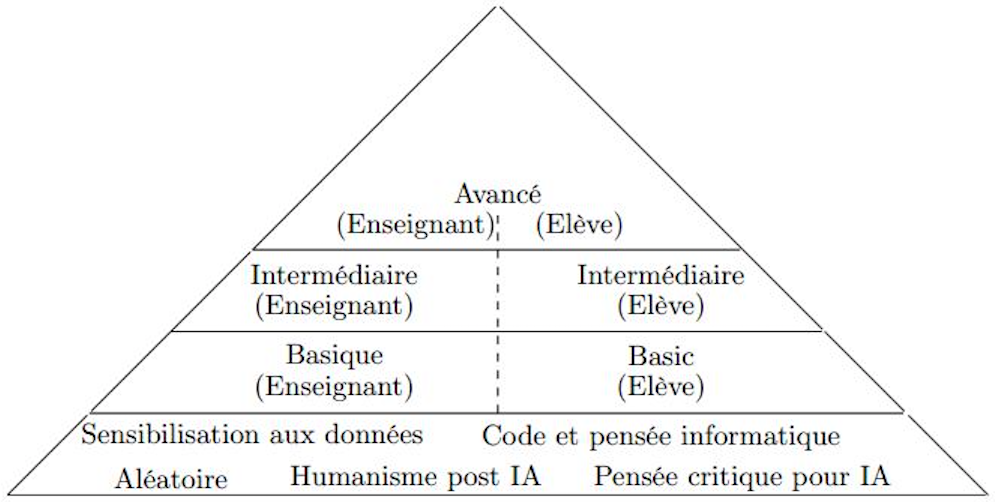 Avancé
(Enseignant) (Elève)
Intermédiaire Intermédiaire
(Enseignant) (Elève)
Basique Basic
(Enseignant) (Elève)
Sensibilisation aux données Code et pensée informatique
Aléatoire Humanisme post IA Pensée critique pour IA